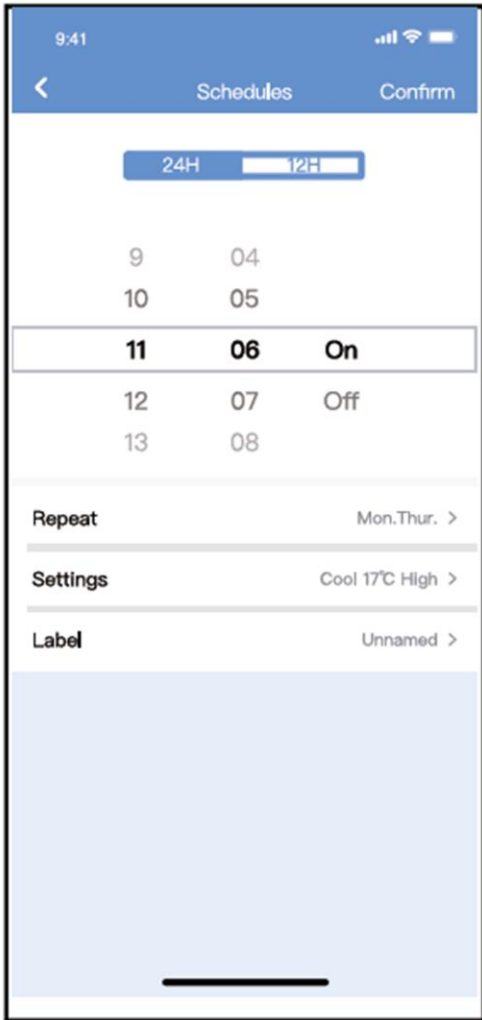 9:41
Schedules Confirm
24H 12H
9 04
10 05
11 06 On
12 07 Off
13 08
Repeat Mon.Thur. >
Settings Cool 17℃ High >
Label Unnamed >